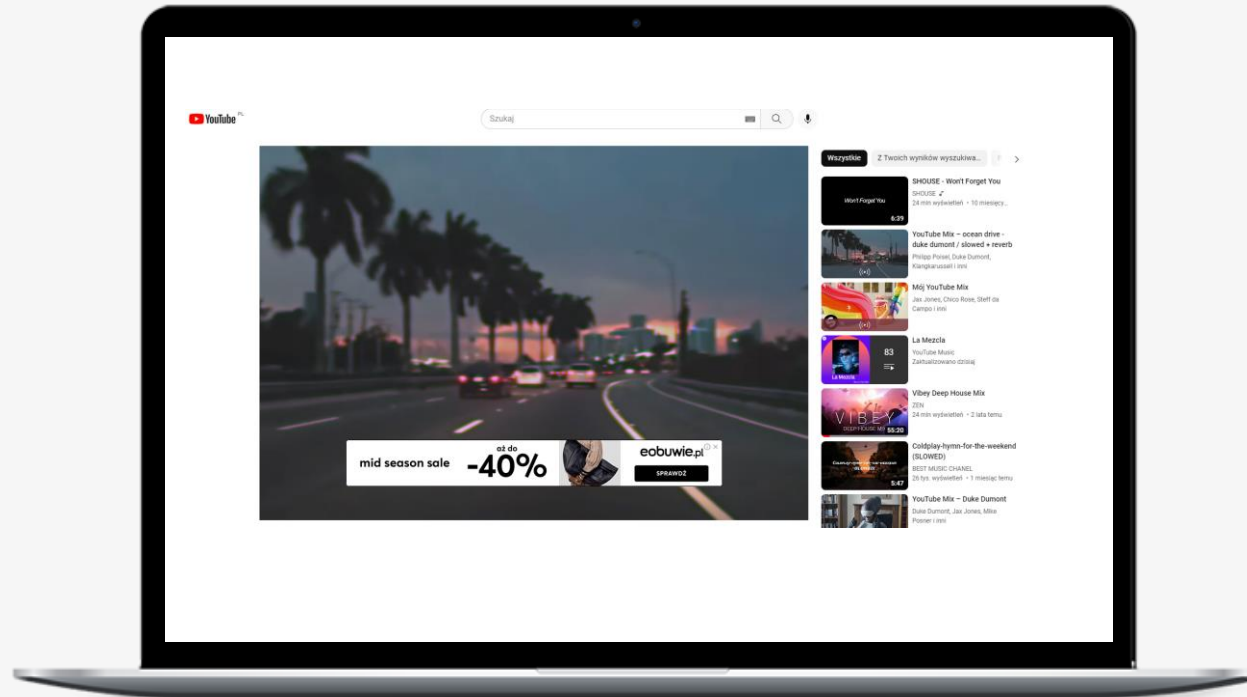 YouTube PL
Szukaj
Wszystkie
Z Twoich wyników wyszukiwa...
SHOUSE - Won't Forget You
SHOUSE
24 mln wyświetleń • 10 miesięcy...
Won't Forget You
6:39
YouTube Mix – ocean drive -
duke dumont / slowed + reverb
Philipp Poisel, Duke Dumont,
Klangkarussell i inni
Mój YouTube Mix
Jax Jones, Chico Rose, Steff da
Campo i inni
La Mezcla
YouTube Music
Zaktualizowano dzisiaj
83
La Mezcla
Vibey Deep House Mix
ZEN
24 mln wyświetleń • 2 lata temu
VIBEY
DEEP HOUSE MIX
55:20
Coldplay-hymn-for-the-weekend
(SLOWED)
BEST MUSIC CHANEL
26 tys. wyświetleń • 1 miesiąc temu
5:47
YouTube Mix – Duke Dumont
Duke Dumont, Jax Jones, Mike
Posner i inni
mid season sale
aż do
-40%
eobuwie.pl
SPRAWDŹ